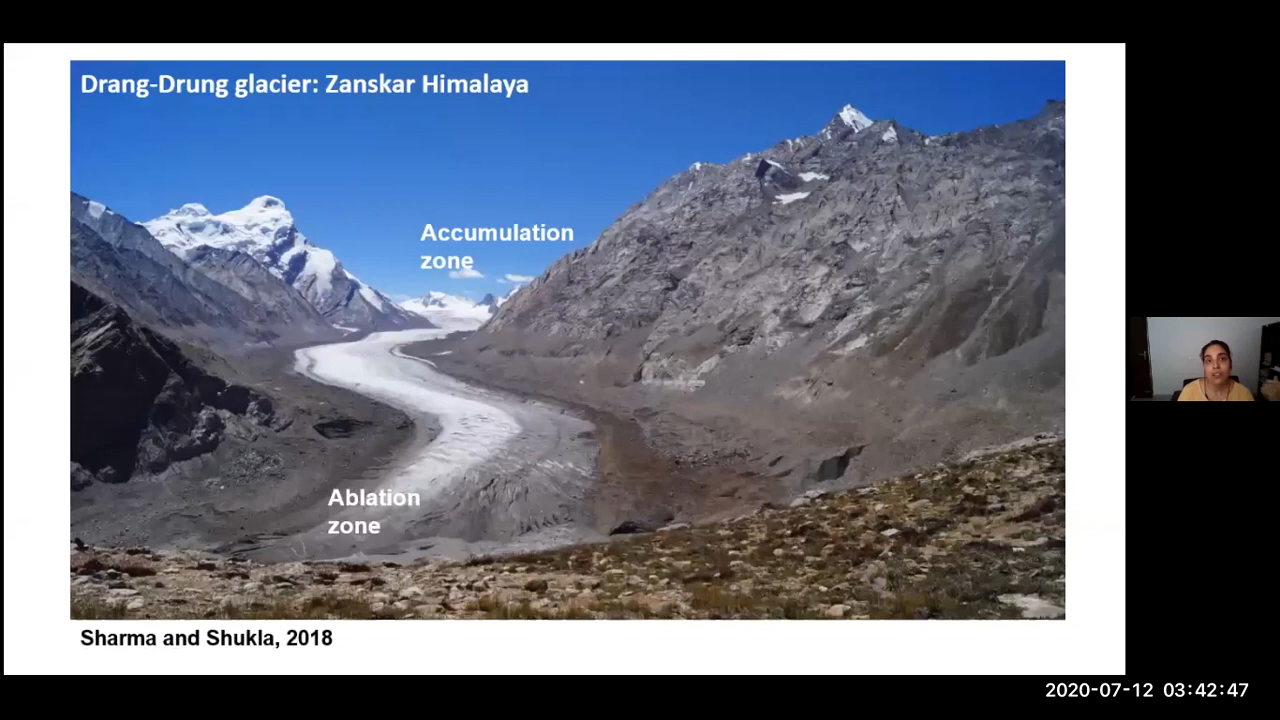 Drang-Drung glacier: Zanskar Himalaya
Accumulation
zone
Ablation
zone
Sharma and Shukla, 2018
2020-07-12 03:42:47